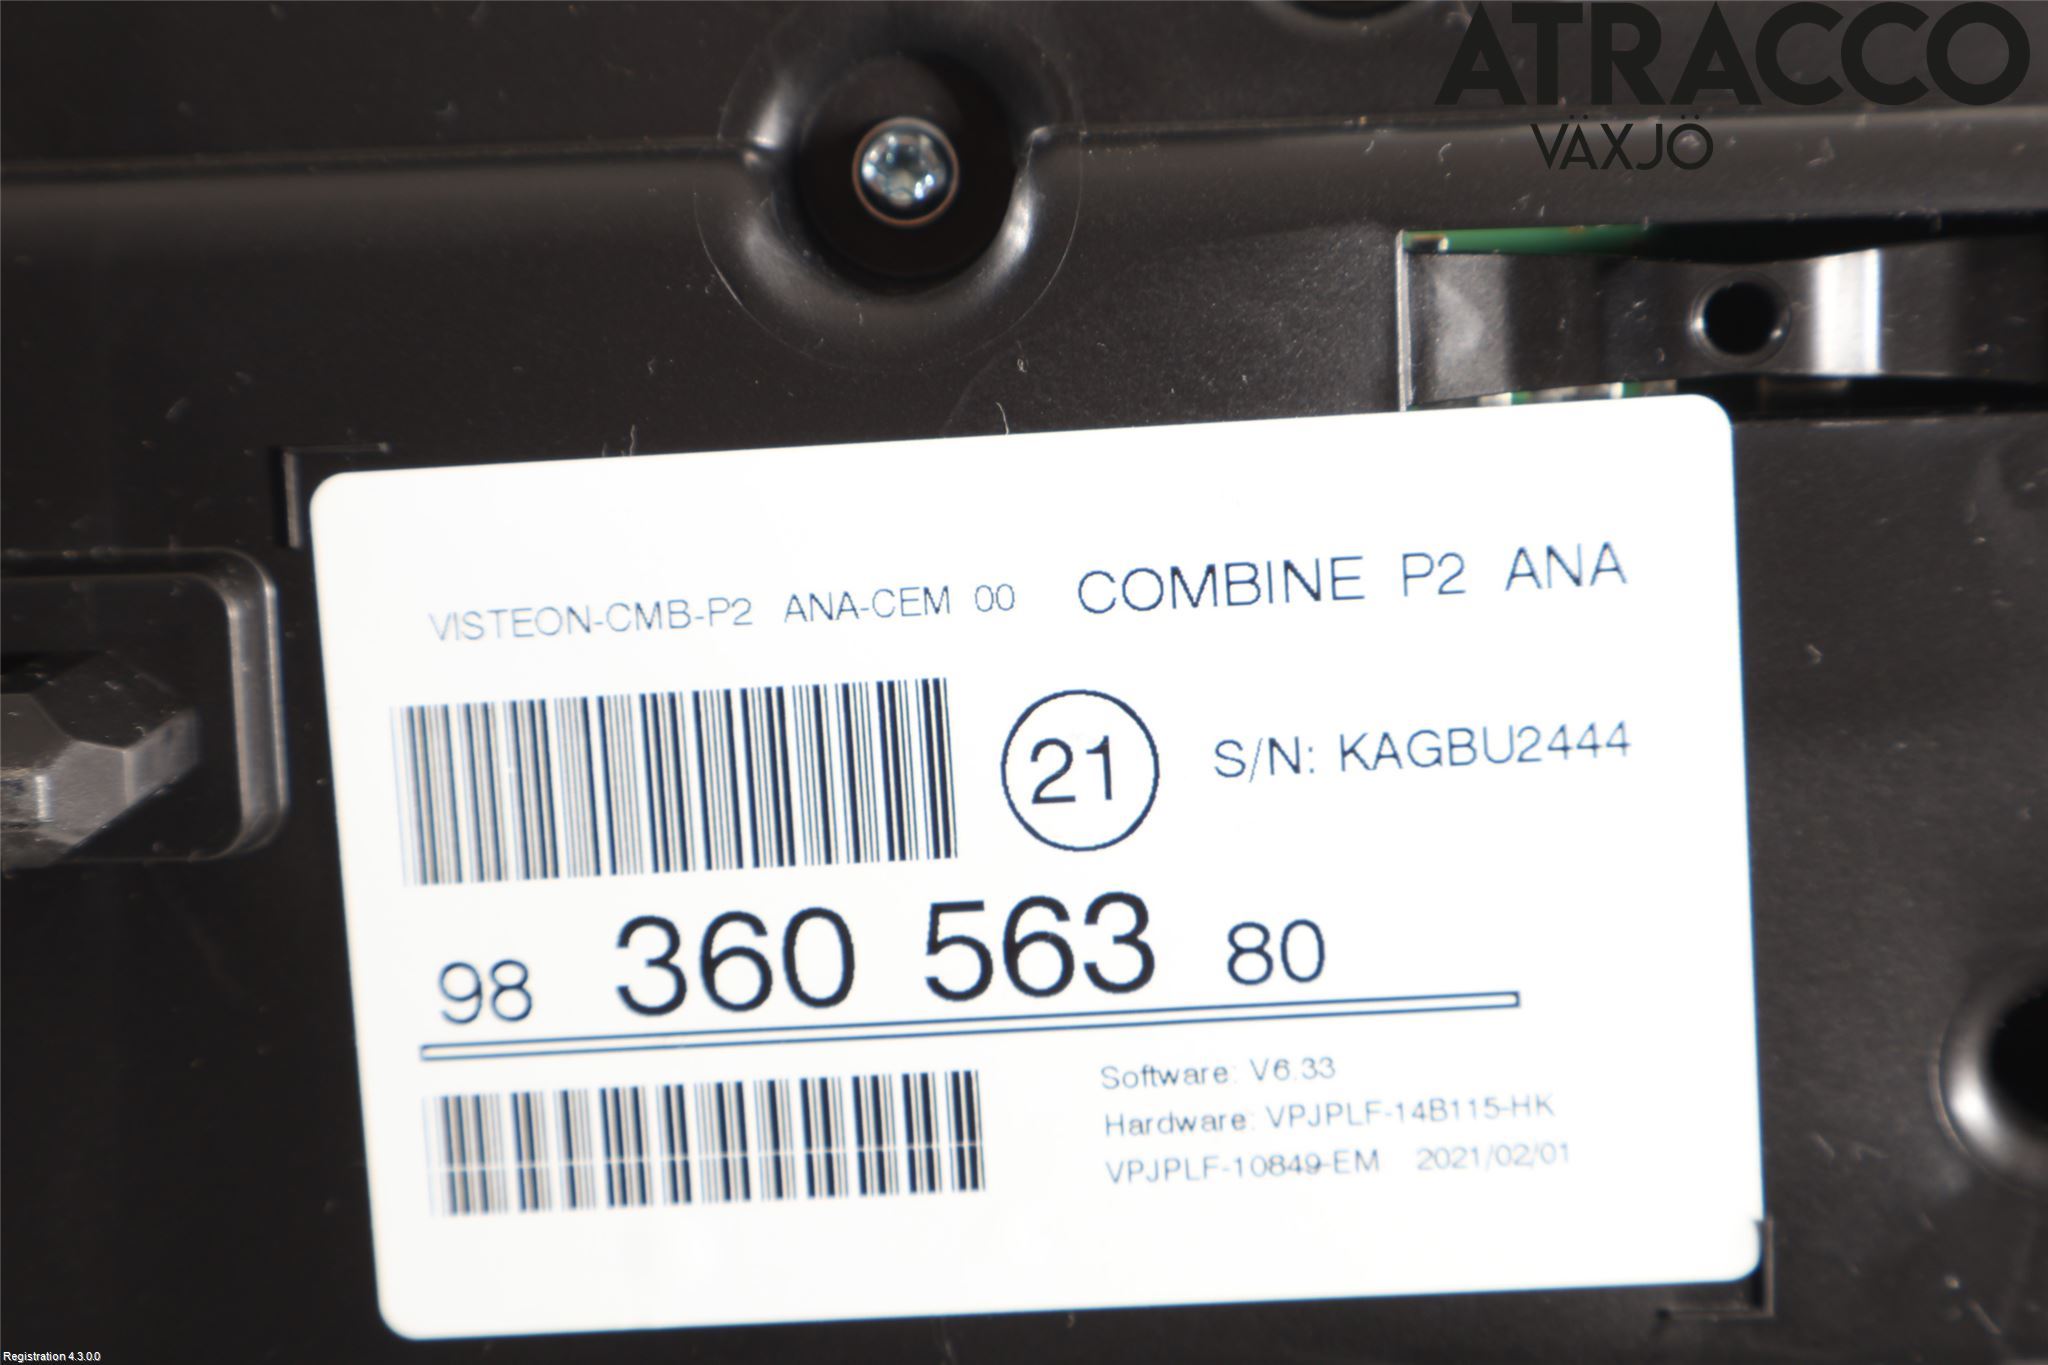 ATRACCO
VÄXJÖ
VISTEON-CMB-P2 ANA-CEM 00 COMBINE P2 ANA
21 S/N: KAGBU2444
98 360 563 80
Software: V6.33
Hardware: VPJPLF-14B115-HK
VPJPLF-10849-EM 2021/02/01
Registration 4.3.0.0